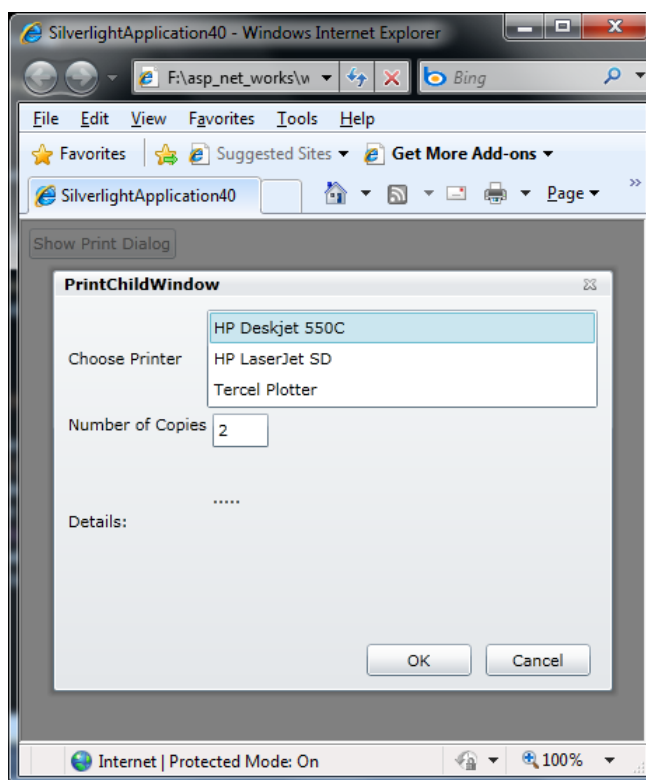 SilverlightApplication40 - Windows Internet Explorer
F:\asp_net_works\w Bing
File Edit View Favorites Tools Help
Favorites Suggested Sites Get More Add-ons
SilverlightApplication40 Page »
Show Print Dialog
PrintChildWindow
HP Deskjet 550C
Choose Printer HP LaserJet SD
Tercel Plotter
Number of Copies 2
.....
Details:
OK Cancel
Internet | Protected Mode: On 100%